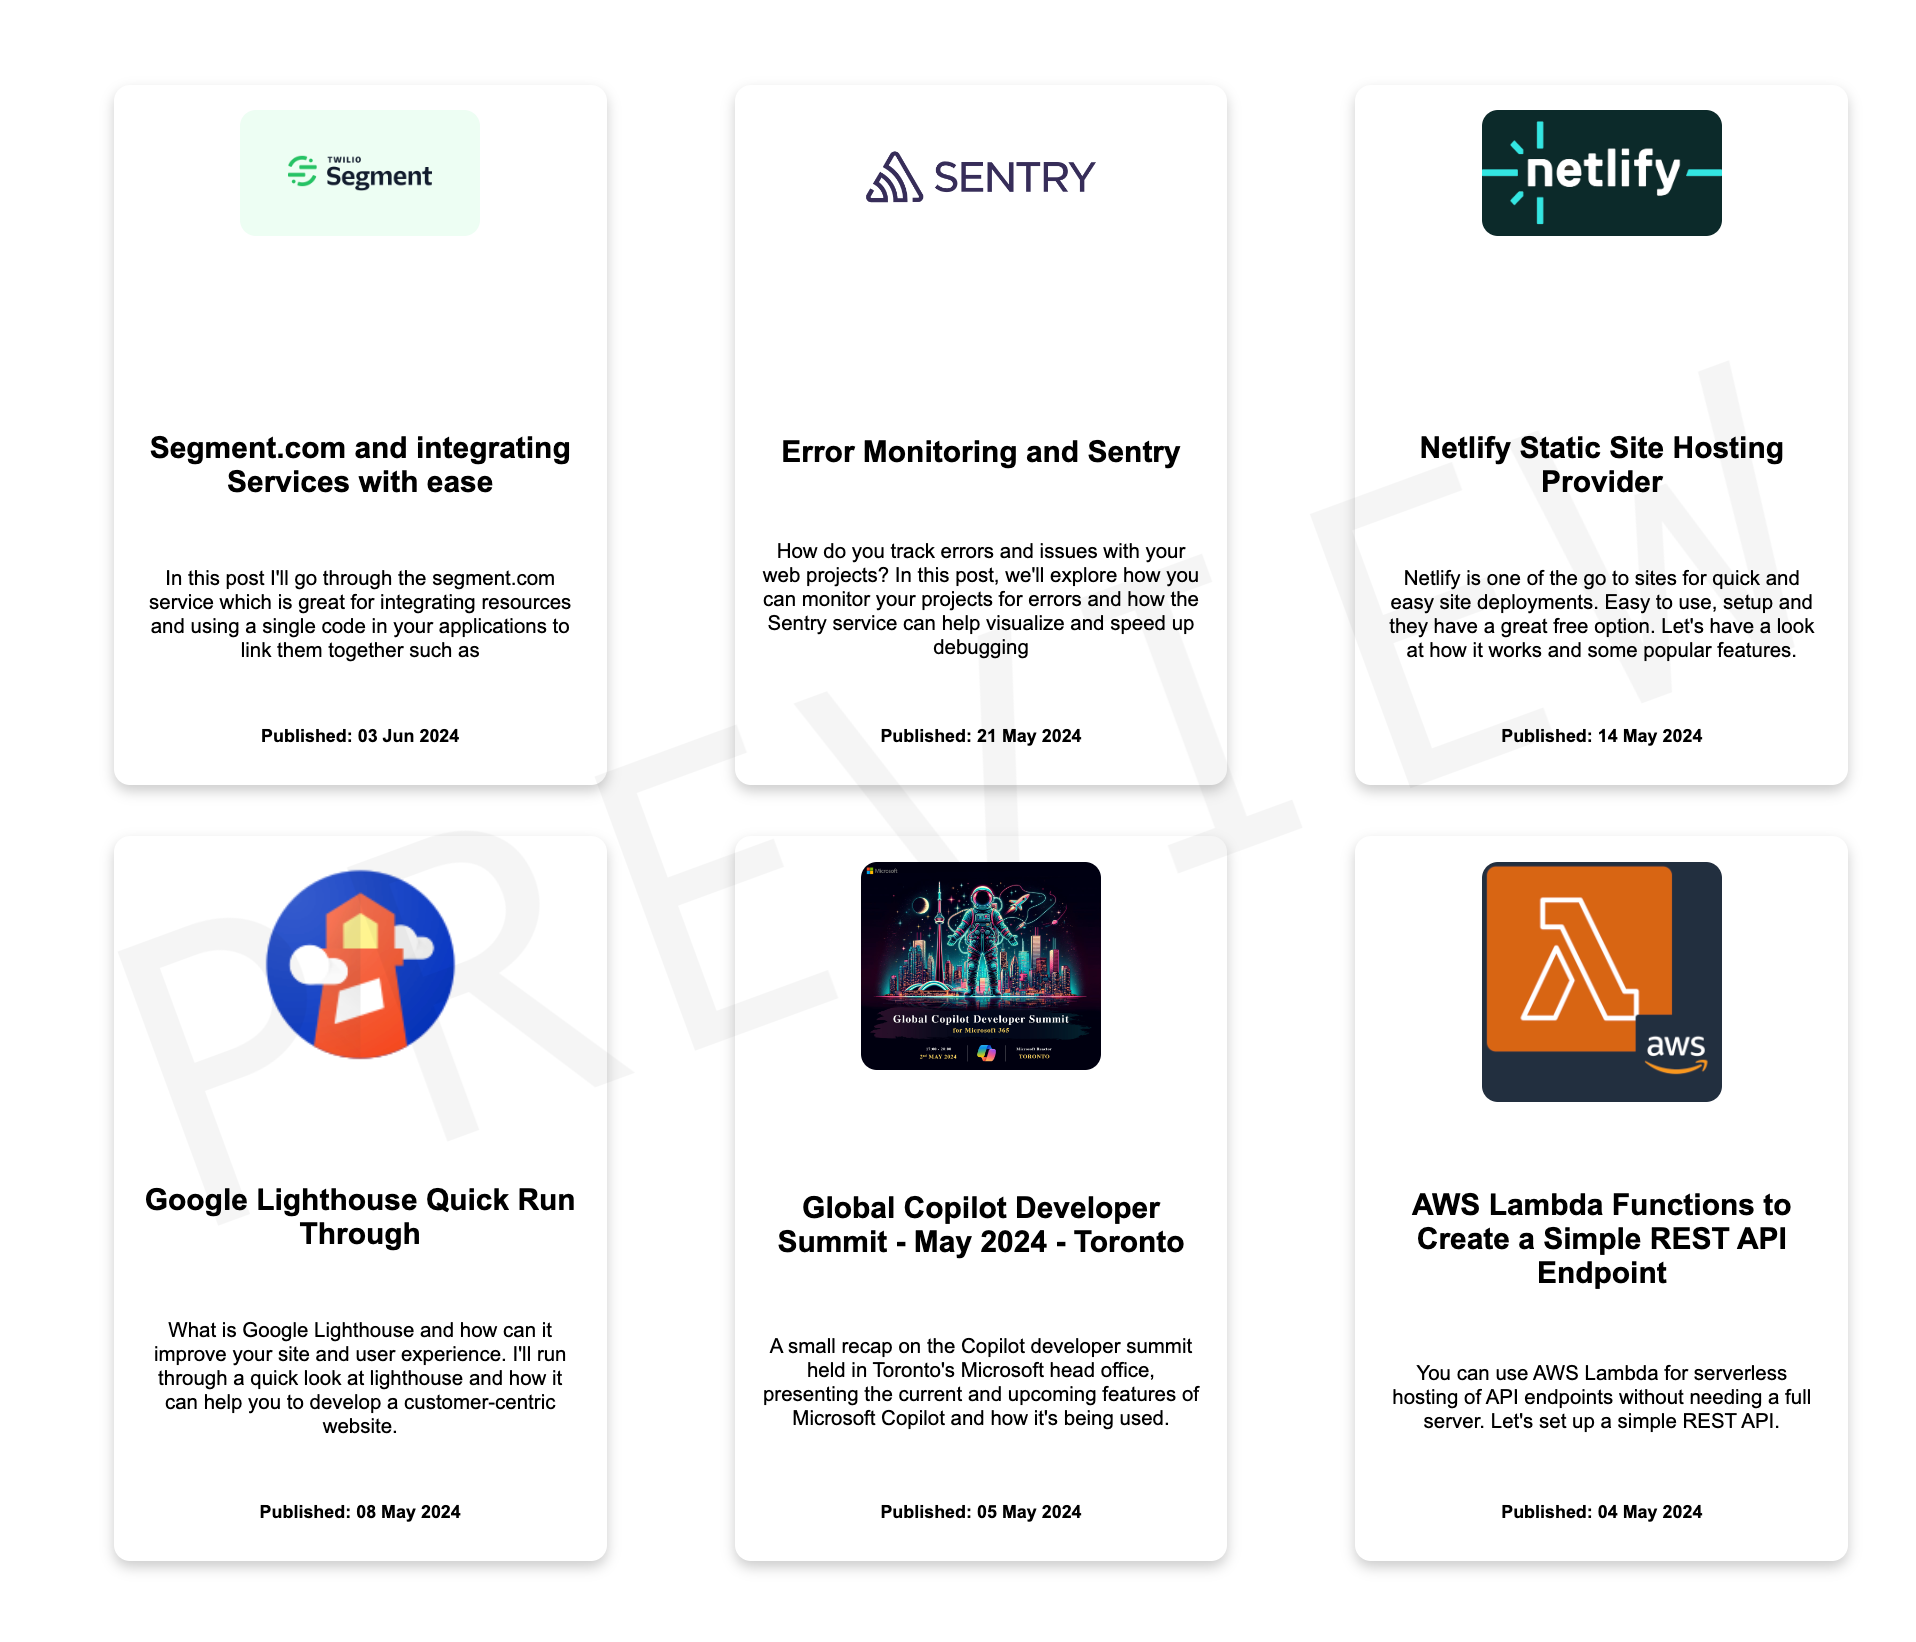 TWILIO
Segment
Segment.com and integrating
Services with ease
In this post I'll go through the segment.com
service which is great for integrating resources
and using a single code in your applications to
link them together such as
Published: 03 Jun 2024
SENTRY
Error Monitoring and Sentry
How do you track errors and issues with your
web projects? In this post, we'll explore how you
can monitor your projects for errors and how the
Sentry service can help visualize and speed up
debugging
Published: 21 May 2024
netlify
Netlify Static Site Hosting
Provider
Netlify is one of the go to sites for quick and
easy site deployments. Easy to use, setup and
they have a great free option. Let's have a look
at how it works and some popular features.
Published: 14 May 2024
Google Lighthouse Quick Run
Through
What is Google Lighthouse and how can it
improve your site and user experience. I'll run
through a quick look at lighthouse and how it
can help you to develop a customer-centric
website.
Published: 08 May 2024
Microsoft
Global Copilot Developer Summit
for Microsoft 365
2nd MAY 2024
Microsoft Reactor
TORONTO
Global Copilot Developer
Summit - May 2024 - Toronto
A small recap on the Copilot developer summit
held in Toronto's Microsoft head office,
presenting the current and upcoming features of
Microsoft Copilot and how it's being used.
Published: 05 May 2024
aws
AWS Lambda Functions to
Create a Simple REST API
Endpoint
You can use AWS Lambda for serverless
hosting of API endpoints without needing a full
server. Let's set up a simple REST API.
Published: 04 May 2024
PREVIEW